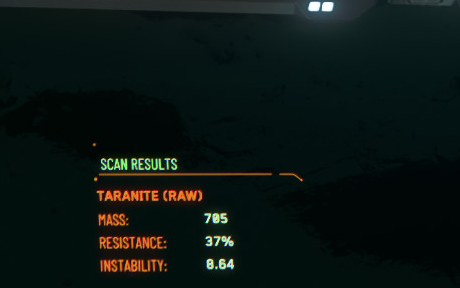 SCAN RESULTS
TARANITE (RAW)
MASS: 705
RESISTANCE: 37%
INSTABILITY: 8.64